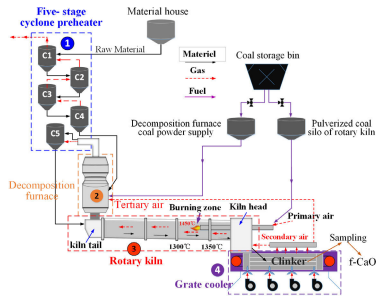 Five- stage
cyclone preheater
Material house
1
Raw Material
C1
C2
C3
C4
C5
Materiel
Gas
Fuel
Coal storage bin
Decomposition furnace
coal powder supply
Pulverized coal
silo of rotary kiln
Decomposition
furnace
2
Tertiary air
Burning zone
Kiln head
Primary air
1450℃
Secondary air
Sampling
kiln tail
3
1300℃
1350℃
Rotary kiln
Clinker
f-CaO
4
Grate cooler